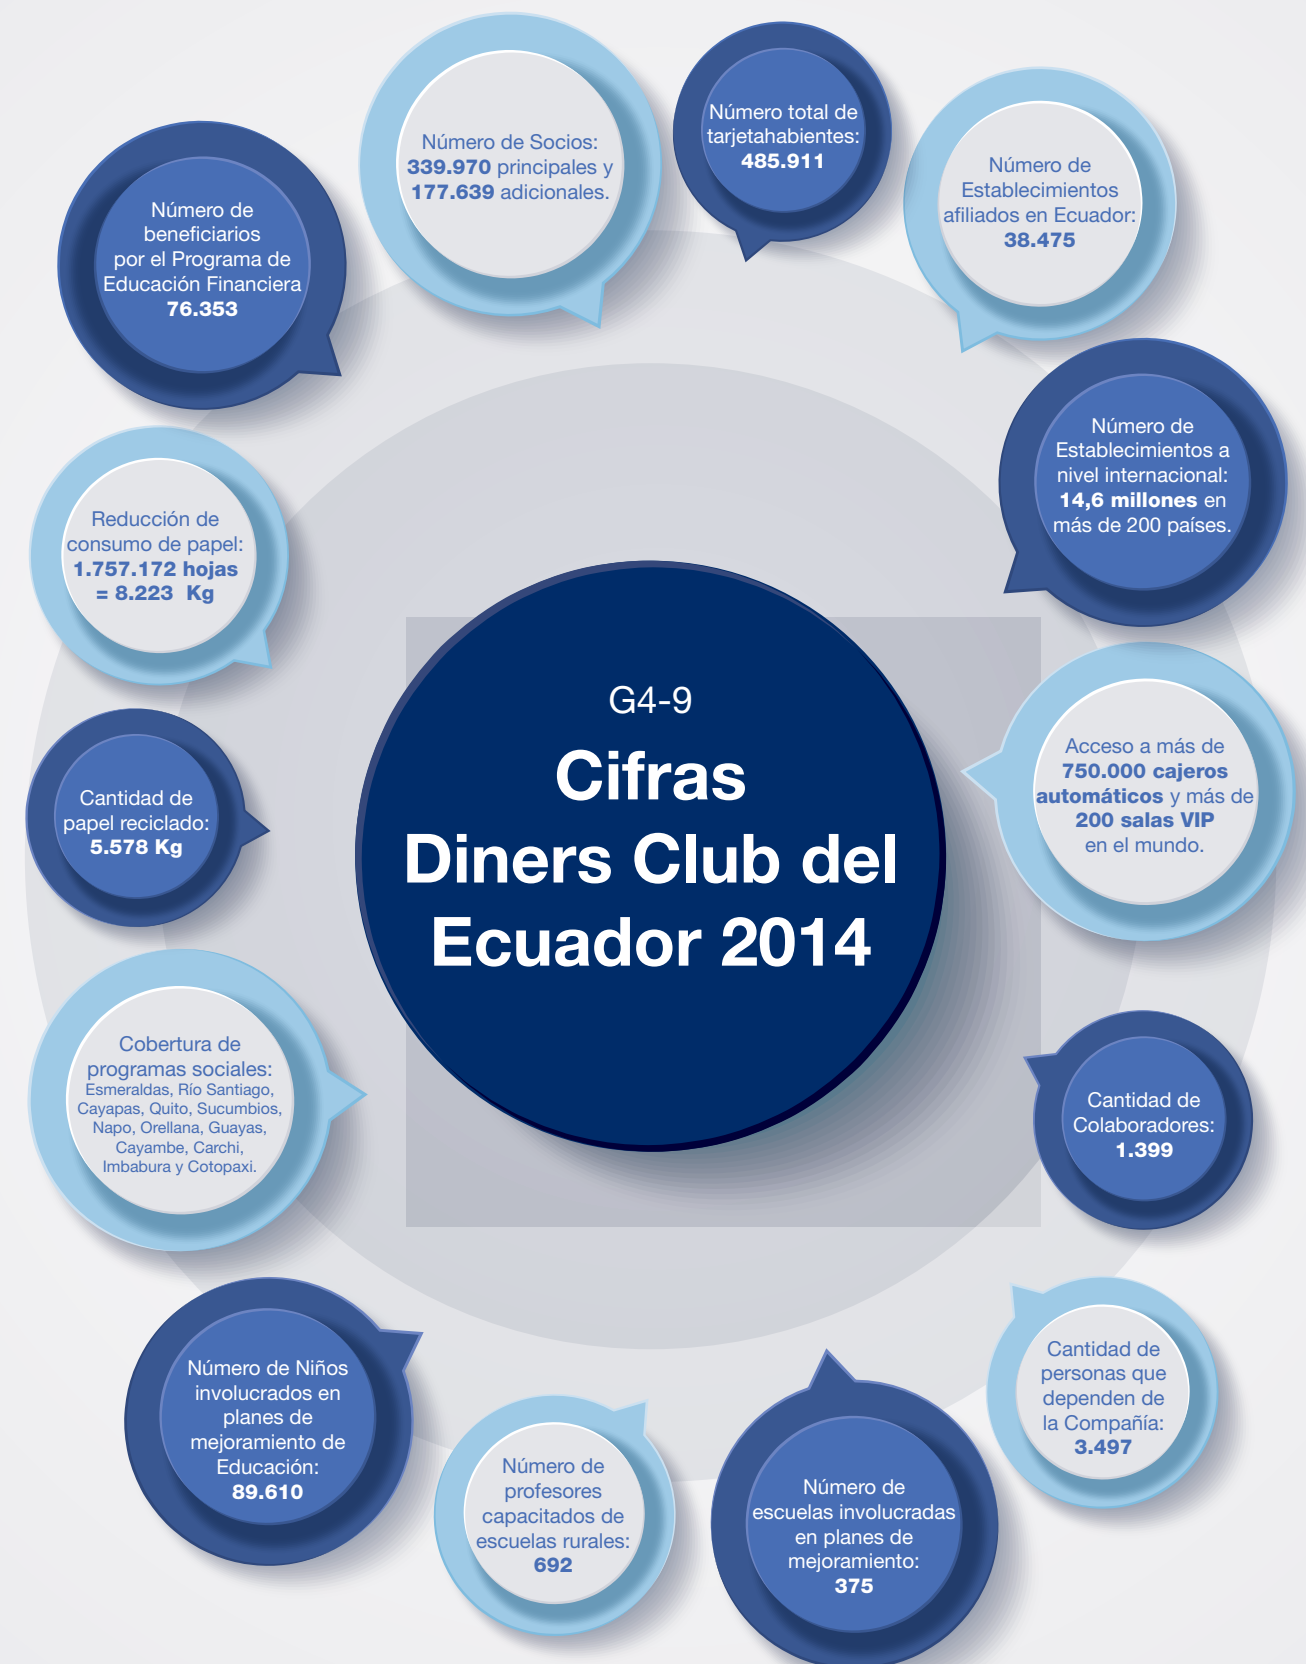 G4-9
Cifras
Diners Club del
Ecuador 2014
Número de Socios:
339.970 principales y
177.639 adicionales.
Número total de
tarjetahabientes:
485.911
Número de
Establecimientos
afiliados en Ecuador:
38.475
Número de
Establecimientos a
nivel internacional:
14,6 millones en
más de 200 países.
Acceso a más de
750.000 cajeros
automáticos y más de
200 salas VIP
en el mundo.
Cantidad de
Colaboradores:
1.399
Cantidad de
personas que
dependen de
la Compañía:
3.497
Número de
escuelas involucradas
en planes de
mejoramiento:
375
Número de
profesores
capacitados de
escuelas rurales:
692
Número de Niños
involucrados en
planes de
mejoramiento de
Educación:
89.610
Cobertura de
programas sociales:
Esmeraldas, Río Santiago,
Cayapas, Quito, Sucumbios,
Napo, Orellana, Guayas,
Cayambe, Carchi,
Imbabura y Cotopaxi.
Cantidad de
papel reciclado:
5.578 Kg
Reducción de
consumo de papel:
1.757.172 hojas
= 8.223 Kg
Número de
beneficiarios
por el Programa de
Educación Financiera
76.353